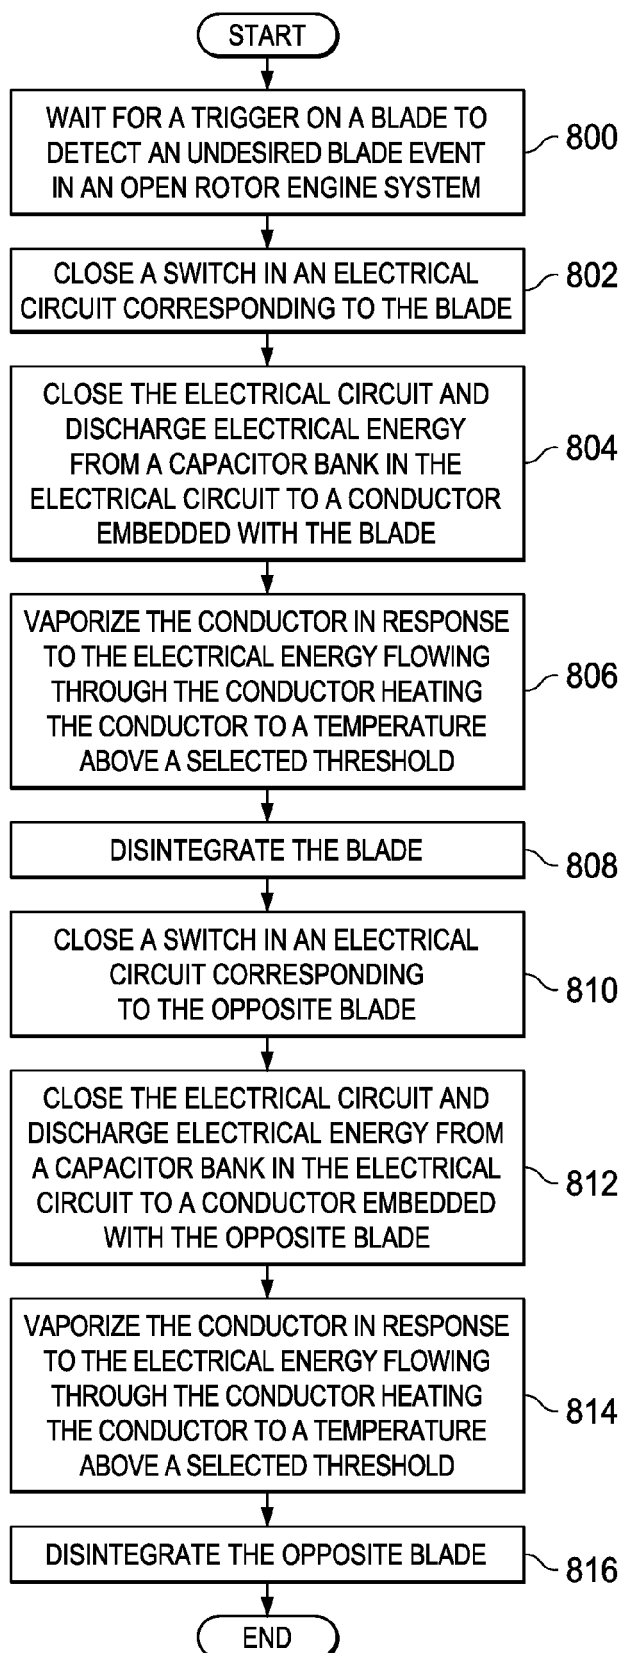 START
WAIT FOR A TRIGGER ON A BLADE TO
DETECT AN UNDESIRED BLADE EVENT
IN AN OPEN ROTOR ENGINE SYSTEM
800
CLOSE A SWITCH IN AN ELECTRICAL
CIRCUIT CORRESPONDING TO THE BLADE
802
CLOSE THE ELECTRICAL CIRCUIT AND
DISCHARGE ELECTRICAL ENERGY
FROM A CAPACITOR BANK IN THE
ELECTRICAL CIRCUIT TO A CONDUCTOR
EMBEDDED WITH THE BLADE
804
VAPORIZE THE CONDUCTOR IN RESPONSE
TO THE ELECTRICAL ENERGY FLOWING
THROUGH THE CONDUCTOR HEATING
THE CONDUCTOR TO A TEMPERATURE
ABOVE A SELECTED THRESHOLD
806
DISINTEGRATE THE BLADE
808
CLOSE A SWITCH IN AN ELECTRICAL
CIRCUIT CORRESPONDING
TO THE OPPOSITE BLADE
810
CLOSE THE ELECTRICAL CIRCUIT AND
DISCHARGE ELECTRICAL ENERGY FROM
A CAPACITOR BANK IN THE ELECTRICAL
CIRCUIT TO A CONDUCTOR EMBEDDED
WITH THE OPPOSITE BLADE
812
VAPORIZE THE CONDUCTOR IN RESPONSE
TO THE ELECTRICAL ENERGY FLOWING
THROUGH THE CONDUCTOR HEATING
THE CONDUCTOR TO A TEMPERATURE
ABOVE A SELECTED THRESHOLD
814
DISINTEGRATE THE OPPOSITE BLADE
816
END